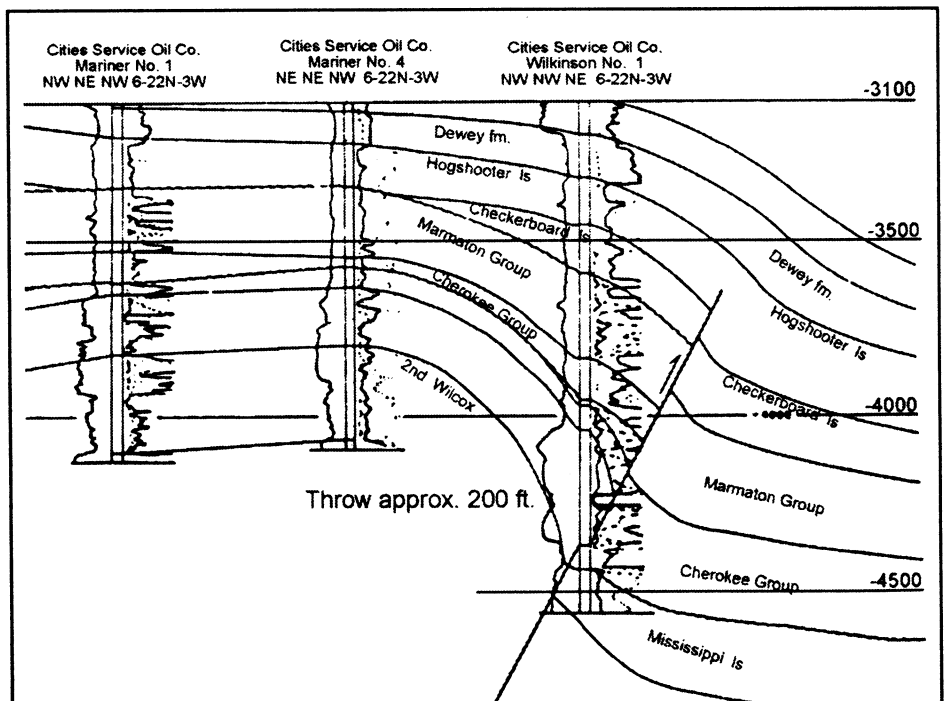 Cities Service Oil Co.
Mariner No. 1
NW NE NW 6-22N-3W
Cities Service Oil Co.
Mariner No. 4
NE NE NW 6-22N-3W
Cities Service Oil Co.
Wilkinson No. 1
NW NW NE 6-22N-3W
-3100
Dewey fm.
Hogshooter ls
Checkerboard ls
Marmaton Group
Cherokee Group
2nd Wilcox
-3500
Dewey fm.
Hogshooter ls
Checkerboard ls
-4000
Marmaton Group
Throw approx. 200 ft.
Cherokee Group
-4500
Mississippi ls